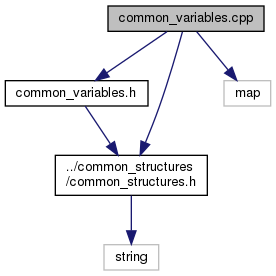 common_variables.cpp
common_variables.h
map
../common_structures
/common_structures.h
string